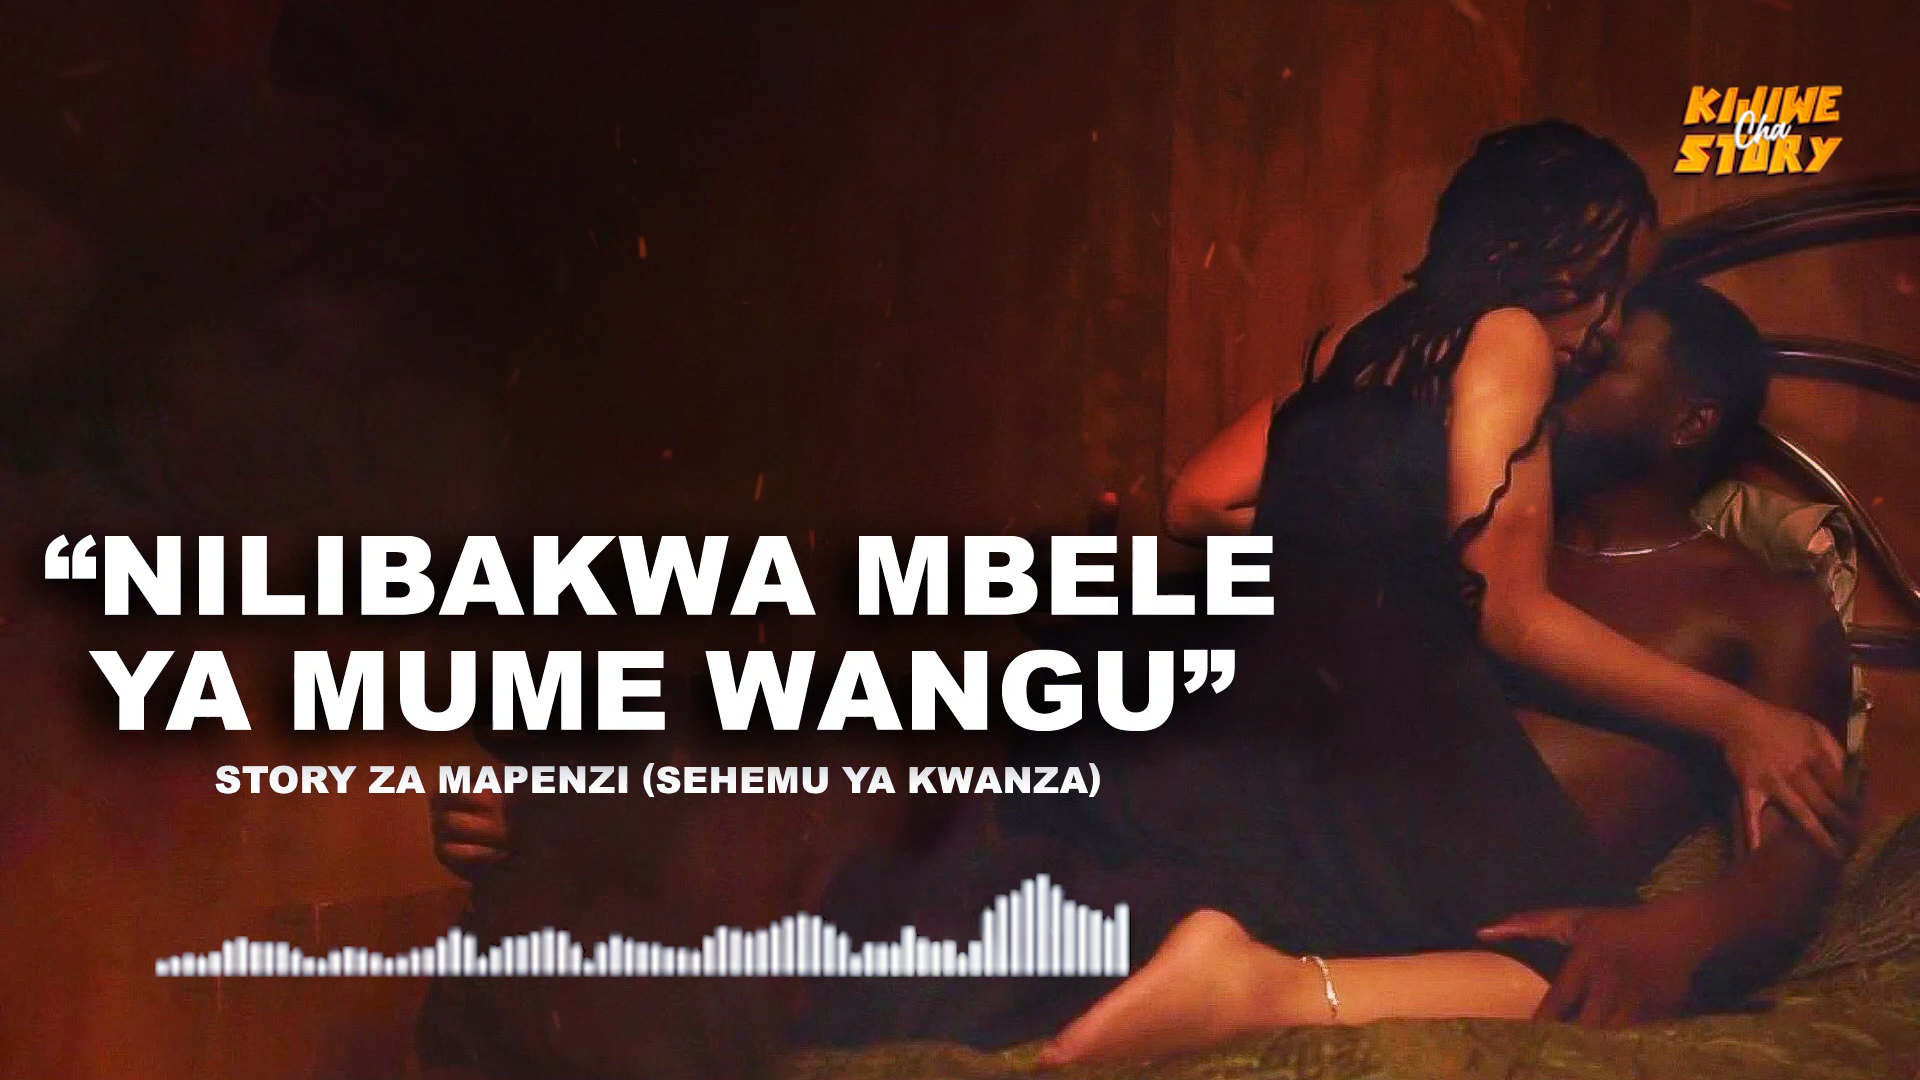 KIJIWE
Cha
STORY
“NILIBAKWA MBELE
YA MUME WANGU”
STORY ZA MAPENZI (SEHEMU YA KWANZA)